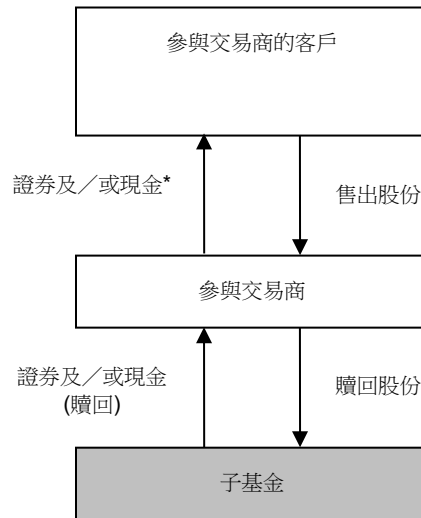 參與交易商的客戶
證券及／或現金*
售出股份
參與交易商
證券及／或現金
(贖回)
贖回股份
子基金